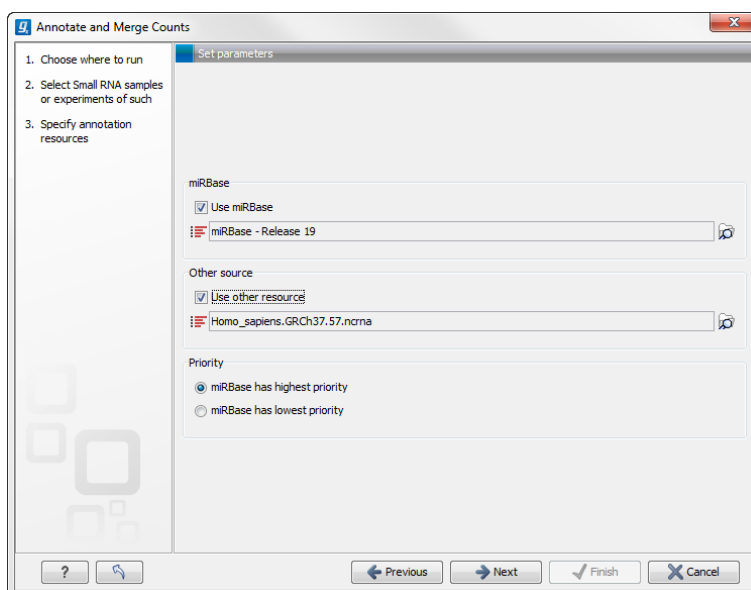 Annotate and Merge Counts
1. Choose where to run
2. Select Small RNA samples
or experiments of such
3. Specify annotation
resources
Set parameters
miRBase
Use miRBase
miRBase - Release 19
Other source
Use other resource
Homo_sapiens.GRCh37.57.ncrna
Priority
miRBase has highest priority
miRBase has lowest priority
? Previous Next Finish Cancel